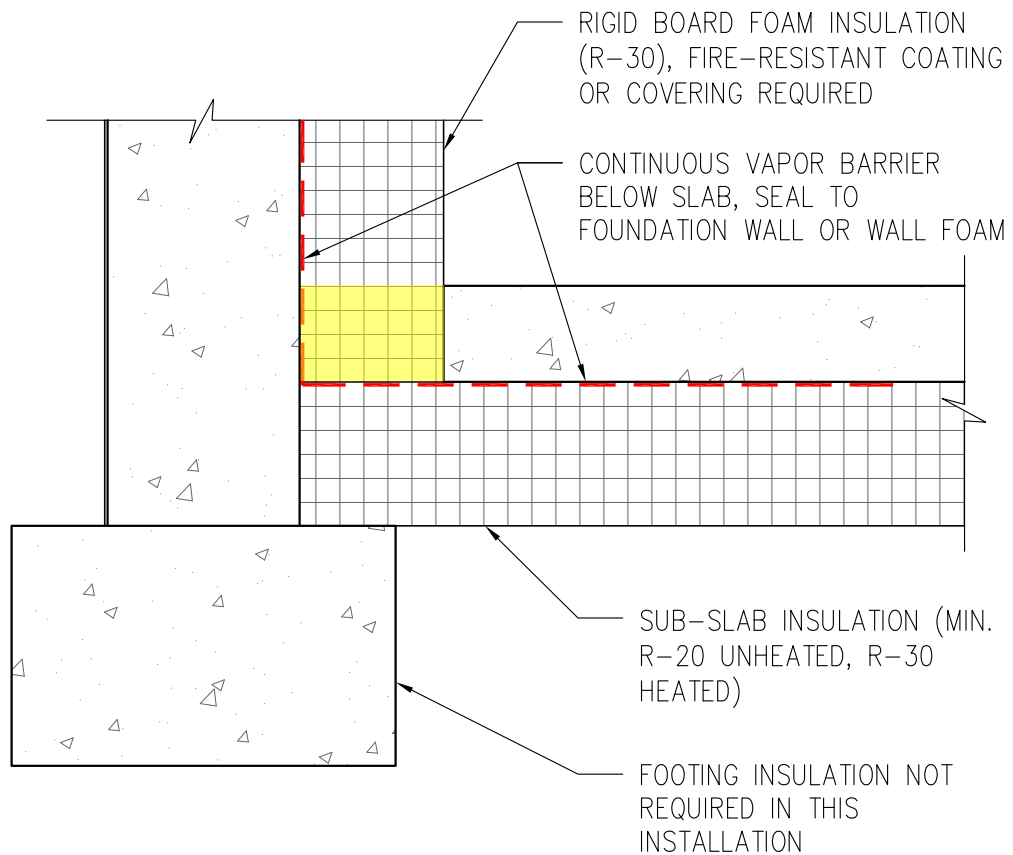 RIGID BOARD FOAM INSULATION
(R-30), FIRE-RESISTANT COATING
OR COVERING REQUIRED
CONTINUOUS VAPOR BARRIER
BELOW SLAB, SEAL TO
FOUNDATION WALL OR WALL FOAM
SUB-SLAB INSULATION (MIN.
R-20 UNHEATED, R-30
HEATED)
FOOTING INSULATION NOT
REQUIRED IN THIS
INSTALLATION